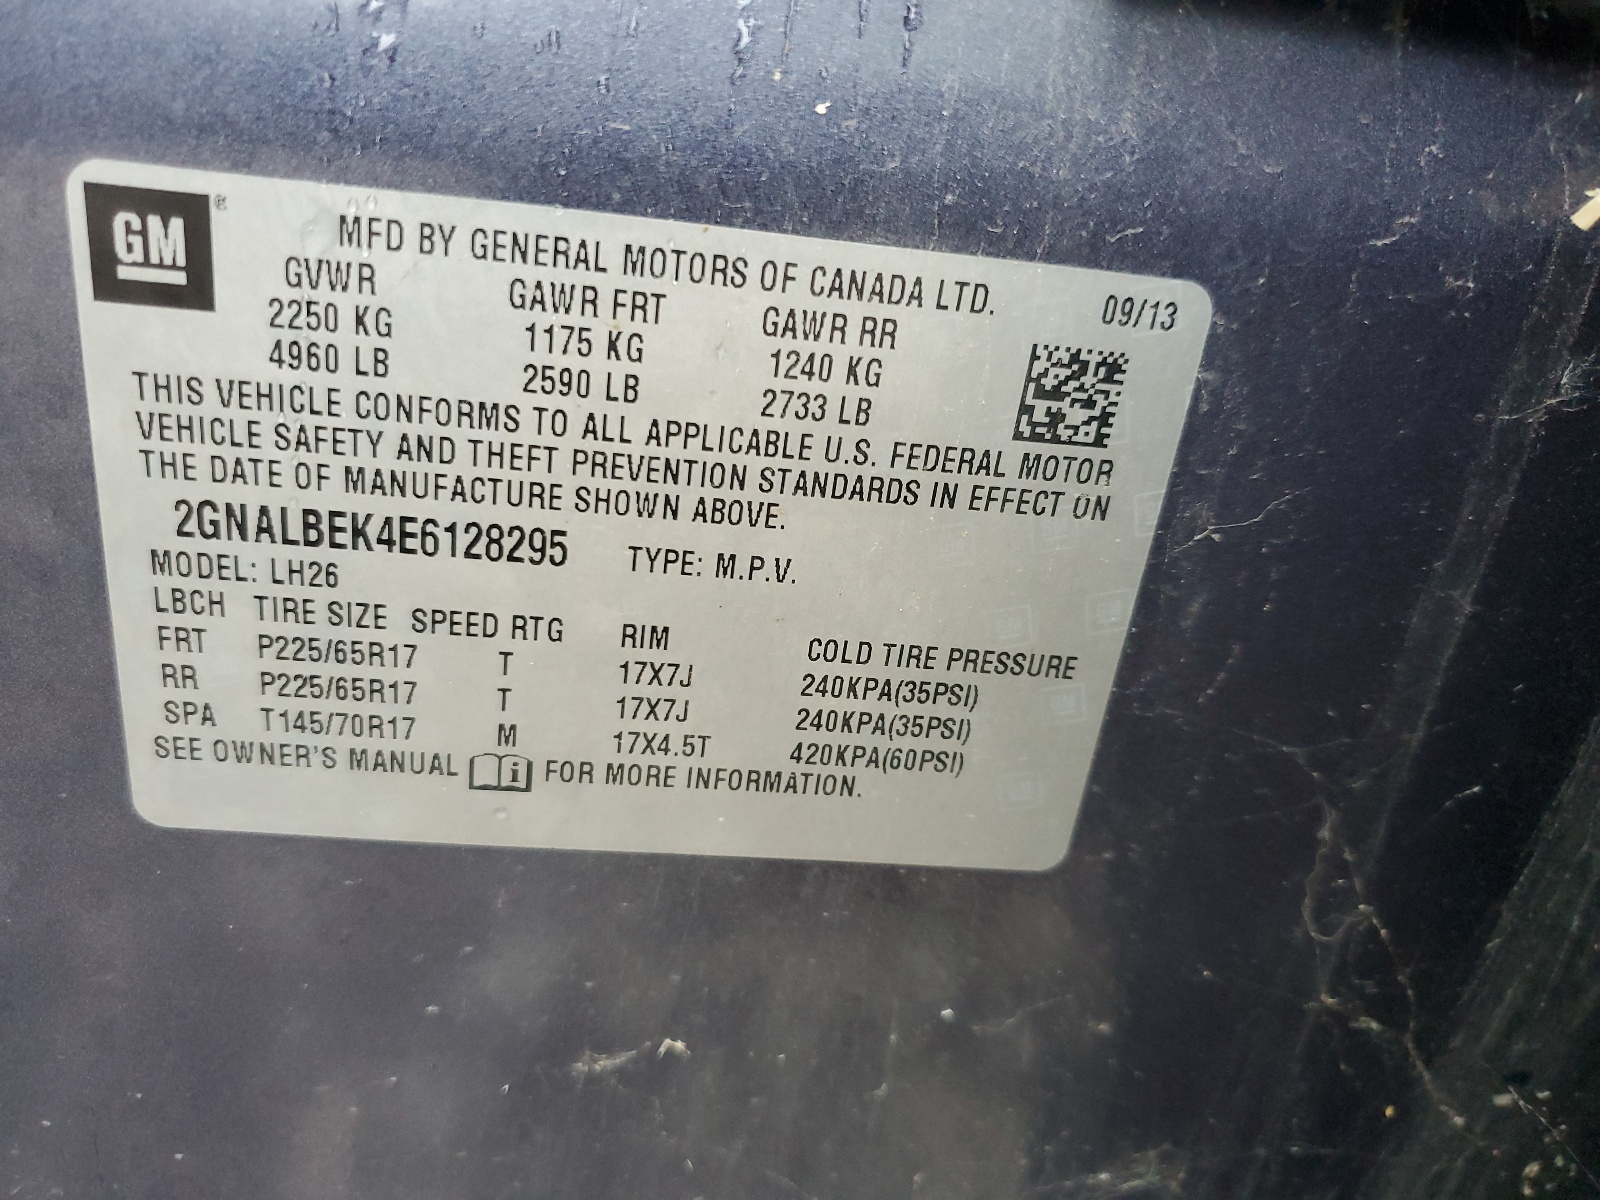 GM ®
MFD BY GENERAL MOTORS OF CANADA LTD.
GVWR GAWR FRT GAWR RR 09/13
2250 KG 1175 KG 1240 KG
4960 LB 2590 LB 2733 LB
THIS VEHICLE CONFORMS TO ALL APPLICABLE U.S. FEDERAL MOTOR
VEHICLE SAFETY AND THEFT PREVENTION STANDARDS IN EFFECT ON
THE DATE OF MANUFACTURE SHOWN ABOVE.
2GNALBEK4E6128295 TYPE: M.P.V.
MODEL: LH26
LBCH TIRE SIZE SPEED RTG RIM COLD TIRE PRESSURE
FRT P225/65R17 T 17X7J 240KPA(35PSI)
RR P225/65R17 T 17X7J 240KPA(35PSI)
SPA T145/70R17 M 17X4.5T 420KPA(60PSI)
SEE OWNER'S MANUAL i FOR MORE INFORMATION.